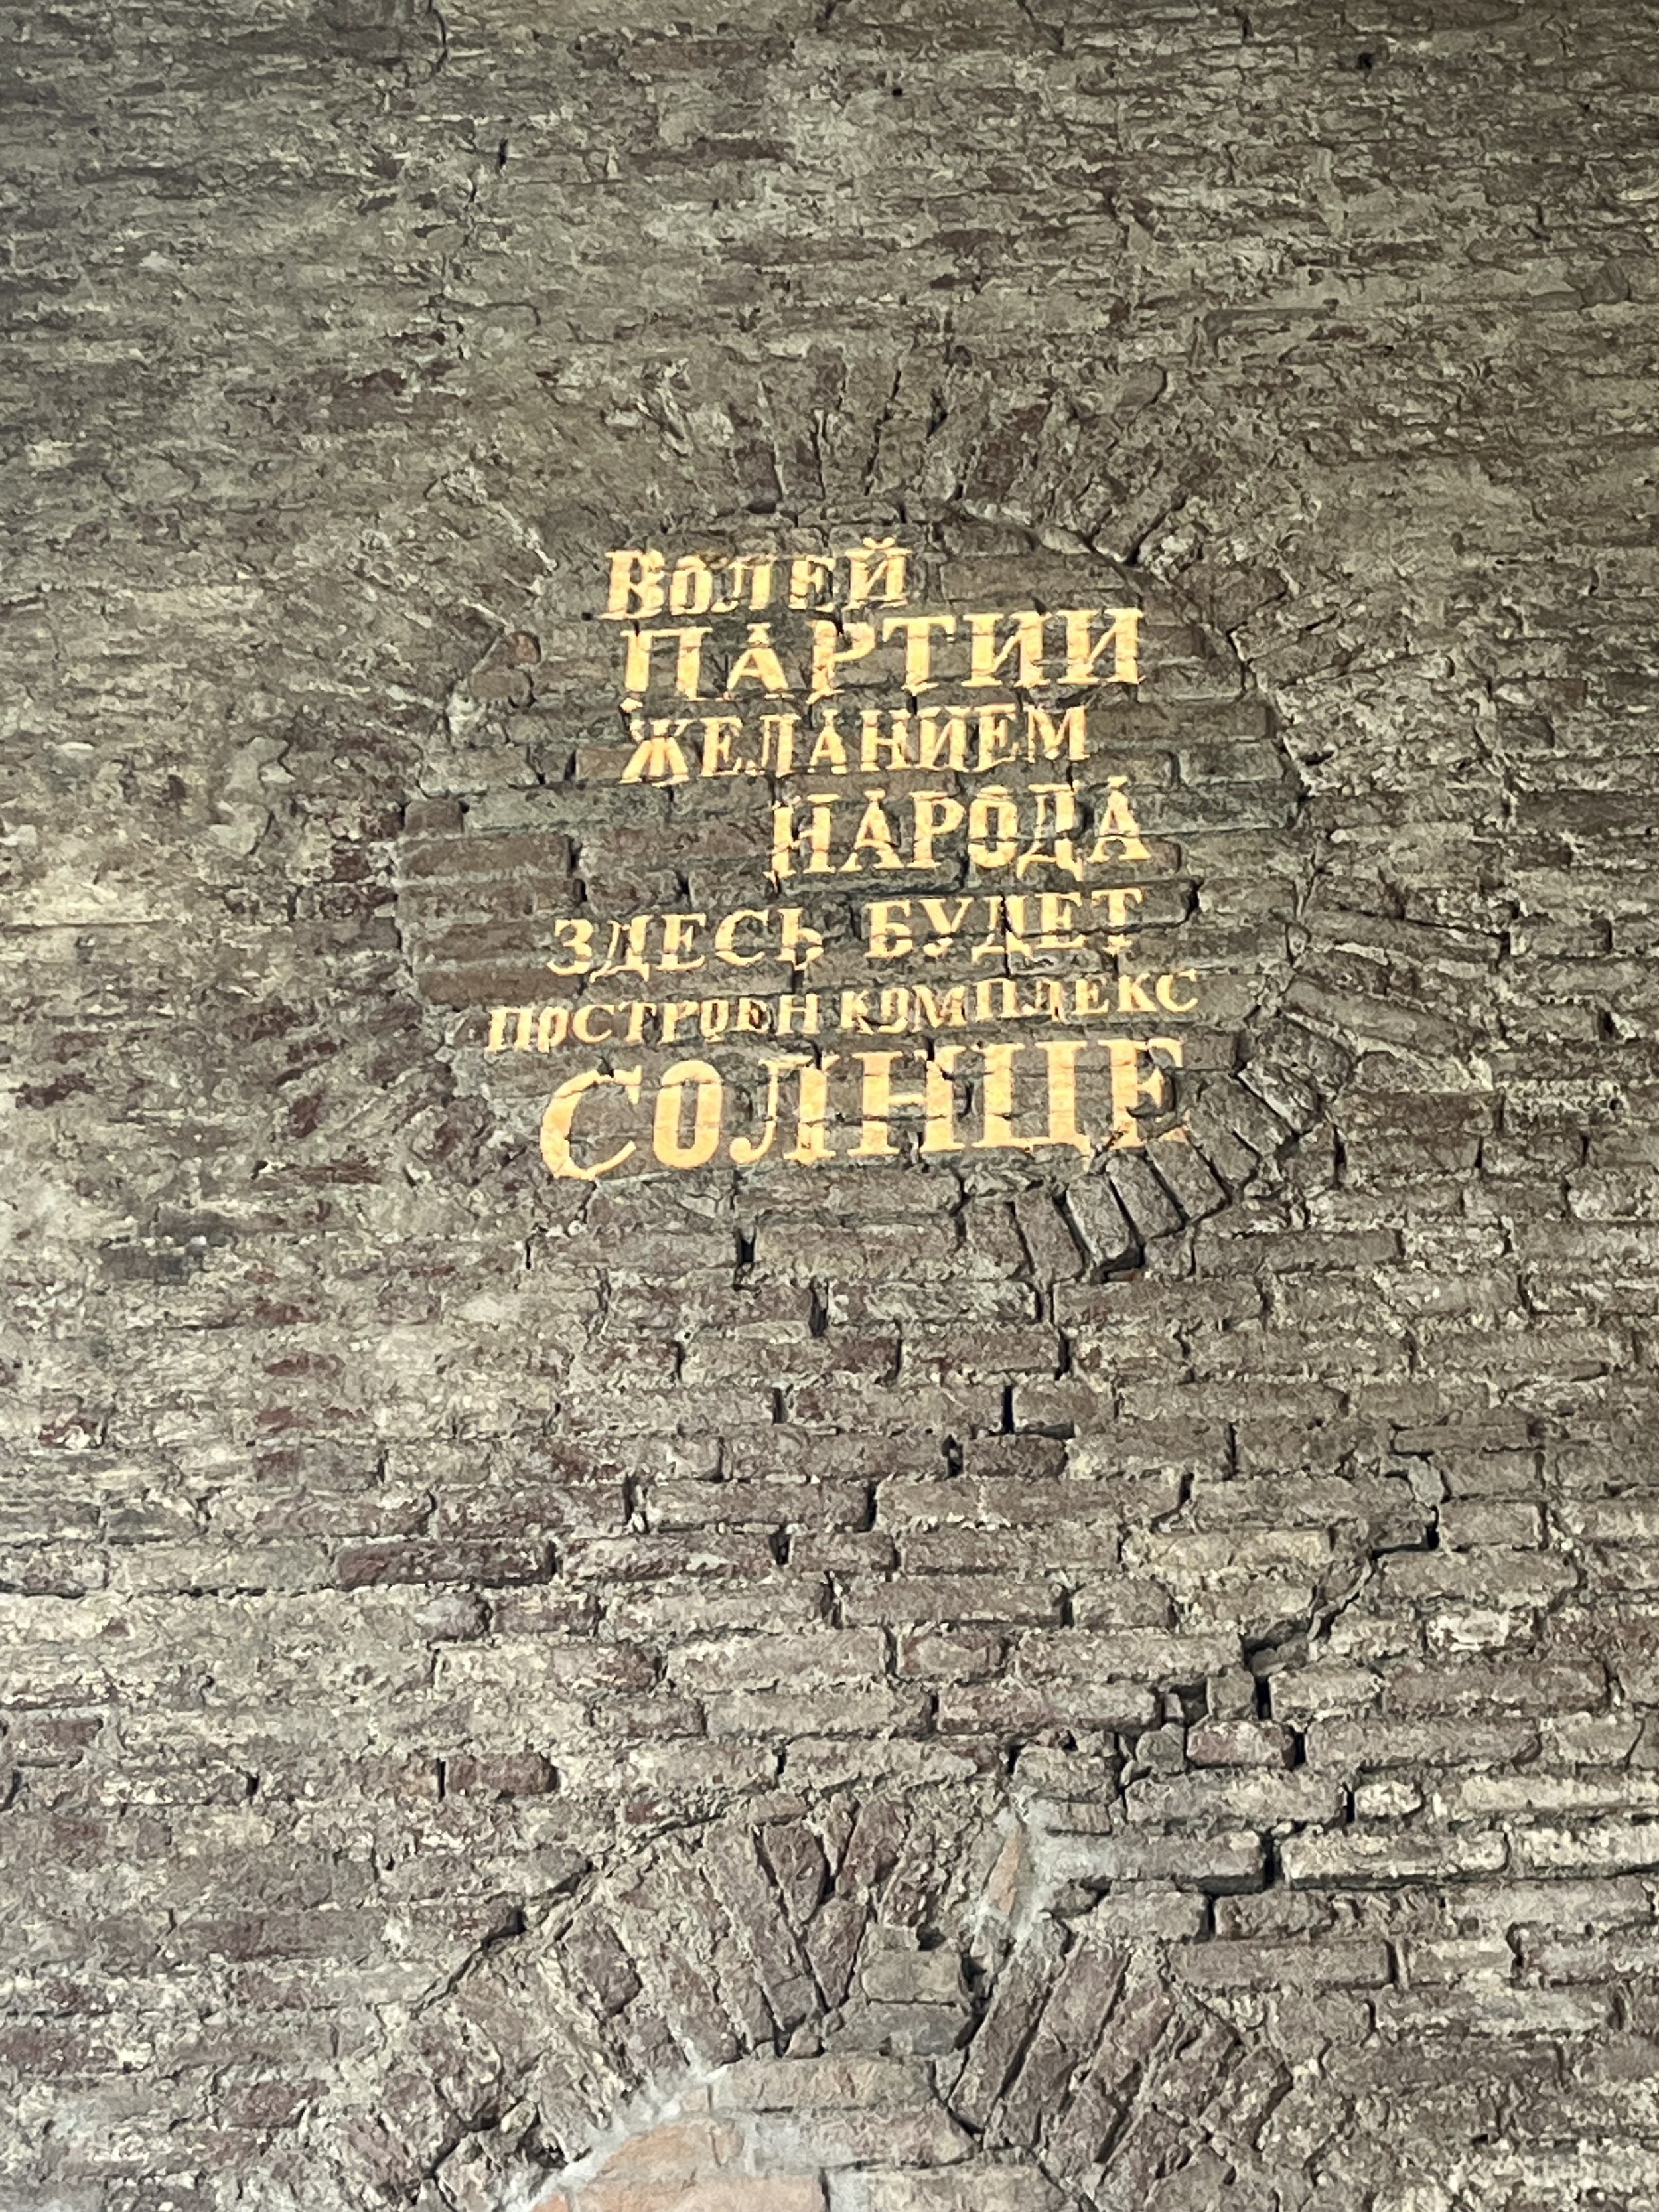 Волей
ПАРТИИ
ЖЕЛАНИЕМ
НАРОДА
ЗДЕСЬ БУДЕТ
ПОСТРОЕН КОМПЛЕКС
СОЛНЦЕ